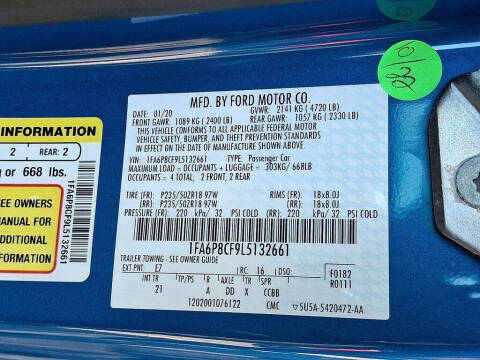 MFD. BY FORD MOTOR CO.
01/20
GVWR: 2141 KG ( 4720 LB)
FRONT GAWR: 1089 KG ( 2400 LB)
REAR GAWR: 1057 KG ( 2330 LB)
THIS VEHICLE CONFORMS TO ALL APPLICABLE FEDERAL MOTOR
VEHICLE SAFETY, BUMPER, AND THEFT PREVENTION STANDARDS
IN EFFECT ON THE DATE OF MANUFACTURE SHOWN ABOVE.
VIN: 1FA6P8CF9L5132661 TYPE: Passenger Car
MAXIMUM LOAD = OCCUPANTS + LUGGAGE = 303KG / 668LB
OCCUPANTS = 4 TOTAL, 2 FRONT, 2 REAR
TIRE (FR): P235/50ZR18 97W RIMS (FR): 18x8.0J
TIRE (RR): P235/50ZR18 97W RIMS (RR): 18x8.0J
PRESSURE (FR) 220 kPa/ 32 PSI COLD (RR) 220 kPa/ 32 PSI COLD
1FA6P8CF9L5132661
TRAILER TOWING - SEE OWNER GUIDE
EXT PNT: E7 RC: 16 DSO: F0182
R0111
INT TR TP/PS R AXLE TR SPR
21 A DD X CCBB
1202001076122 CMC 5U5A-5420472-AA
INFORMATION
2 REAR: 2
or 668 lbs.
SEE OWNERS
MANUAL FOR
ADDITIONAL
INFORMATION
1FA6P8CF9L5132661